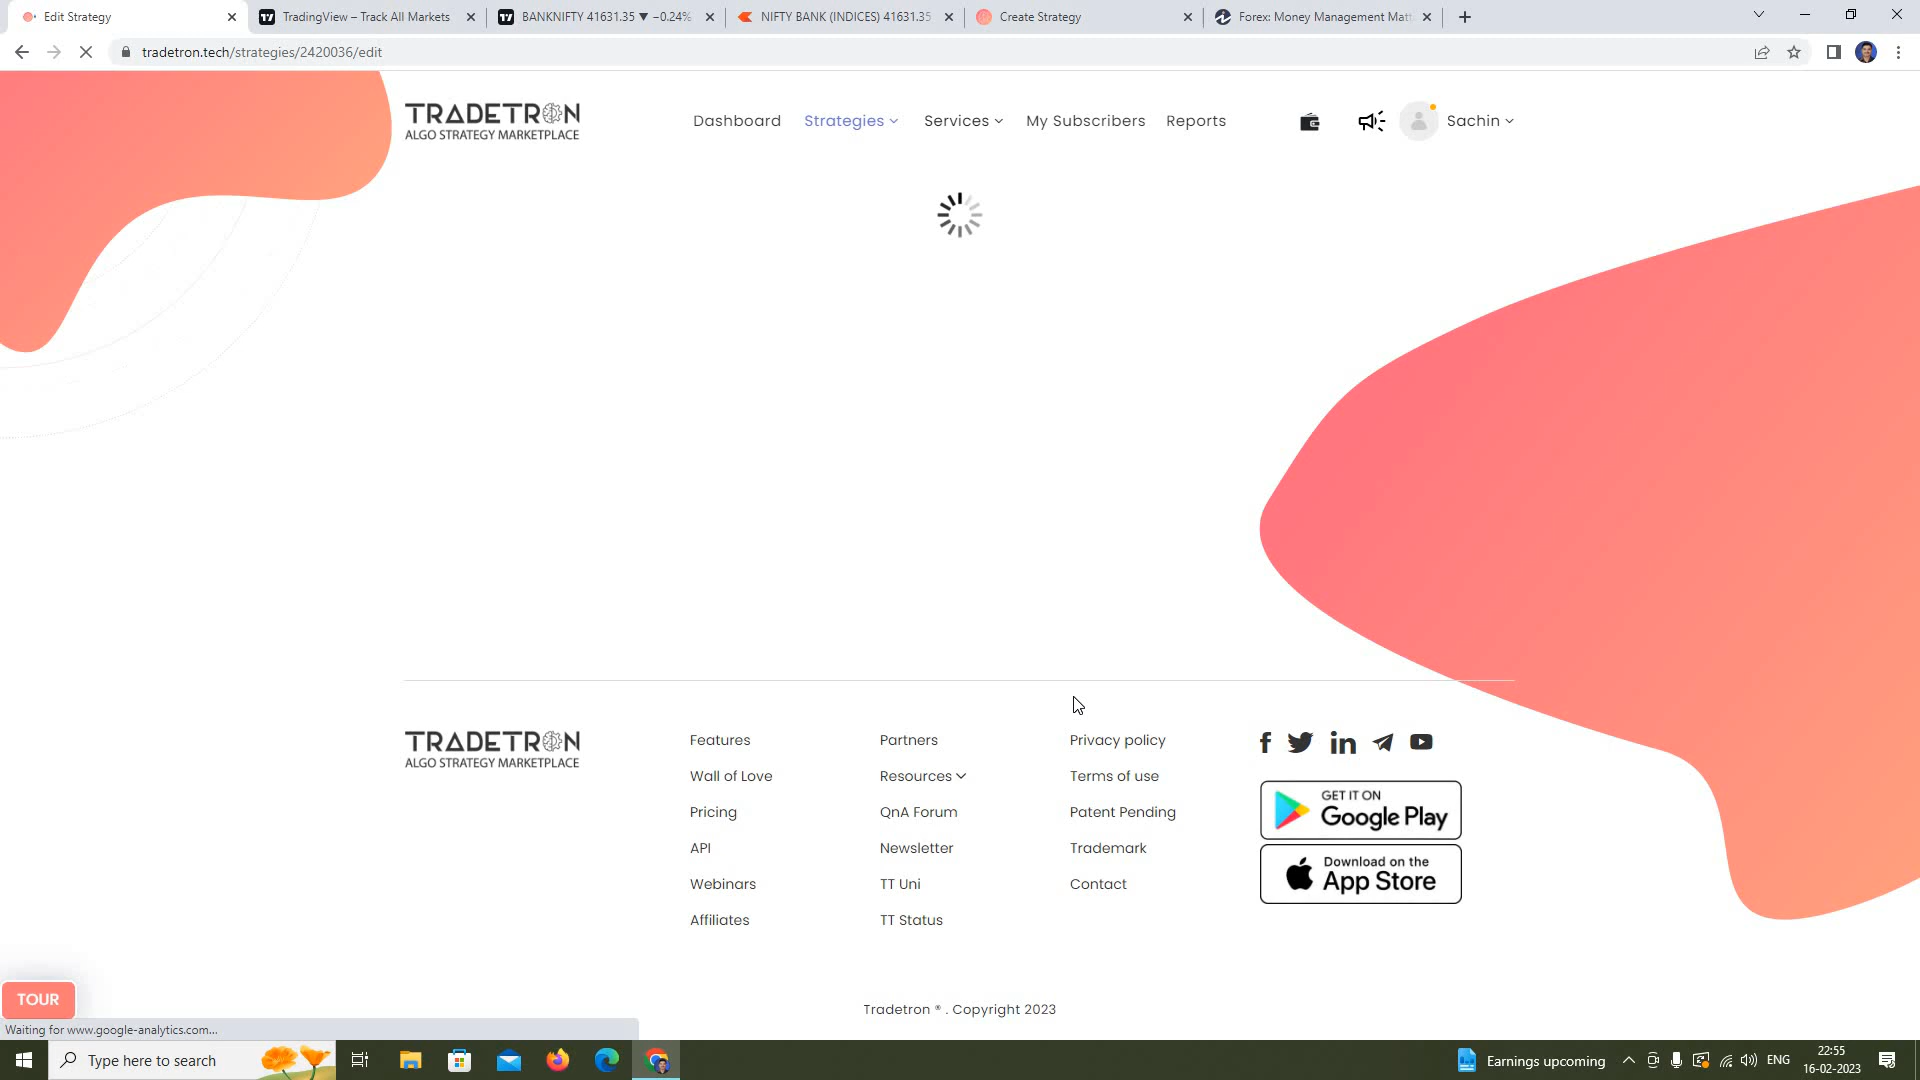 Edit Strategy
TradingView – Track All Markets
BANKNIFTY 41631.35 ▼ −0.24%
NIFTY BANK (INDICES) 41631.35
Create Strategy
Forex: Money Management Matt
tradetron.tech/strategies/2420036/edit
TRADETRON
ALGO STRATEGY MARKETPLACE
Dashboard
Strategies
Services
My Subscribers
Reports
Sachin
TRADETRON
ALGO STRATEGY MARKETPLACE
Features
Wall of Love
Pricing
API
Webinars
Affiliates
Partners
Resources
QnA Forum
Newsletter
TT Uni
TT Status
Privacy policy
Terms of use
Patent Pending
Trademark
Contact
GET IT ON
Google Play
Download on the
App Store
TOUR
Tradetron ® . Copyright 2023
Waiting for www.google-analytics.com...
Type here to search
Earnings upcoming
ENG
22:55
16-02-2023